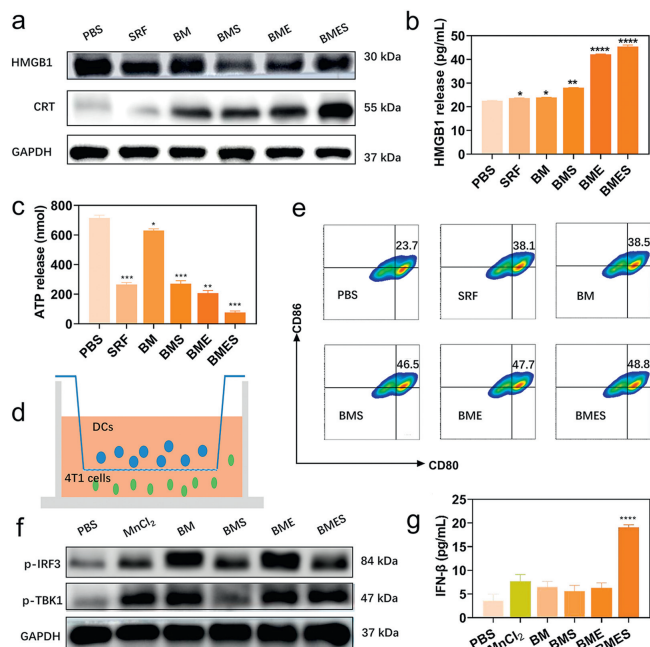 a
PBS SRF BM BMS BME BMES
HMGB1 30 kDa
CRT 55 kDa
GAPDH 37 kDa
b
HMGB1 release (pg/mL)
50
40
30
20
10
0
* * ** **** ****
PBS SRF BM BMS BME BMES
c
ATP release (nmol)
800
600
400
200
0
*** * *** ** ***
PBS SRF BM BMS BME BMES
d
DCs
4T1 cells
e
CD86
23.7 38.1 38.5
PBS SRF BM
46.5 47.7 48.8
BMS BME BMES
CD80
f
PBS MnCl₂ BM BMS BME BMES
p-IRF3 84 kDa
p-TBK1 47 kDa
GAPDH 37 kDa
g
IFN-β (pg/mL)
25
20
15
10
5
0
****
PBS MnCl₂ BM BMS BME BMES